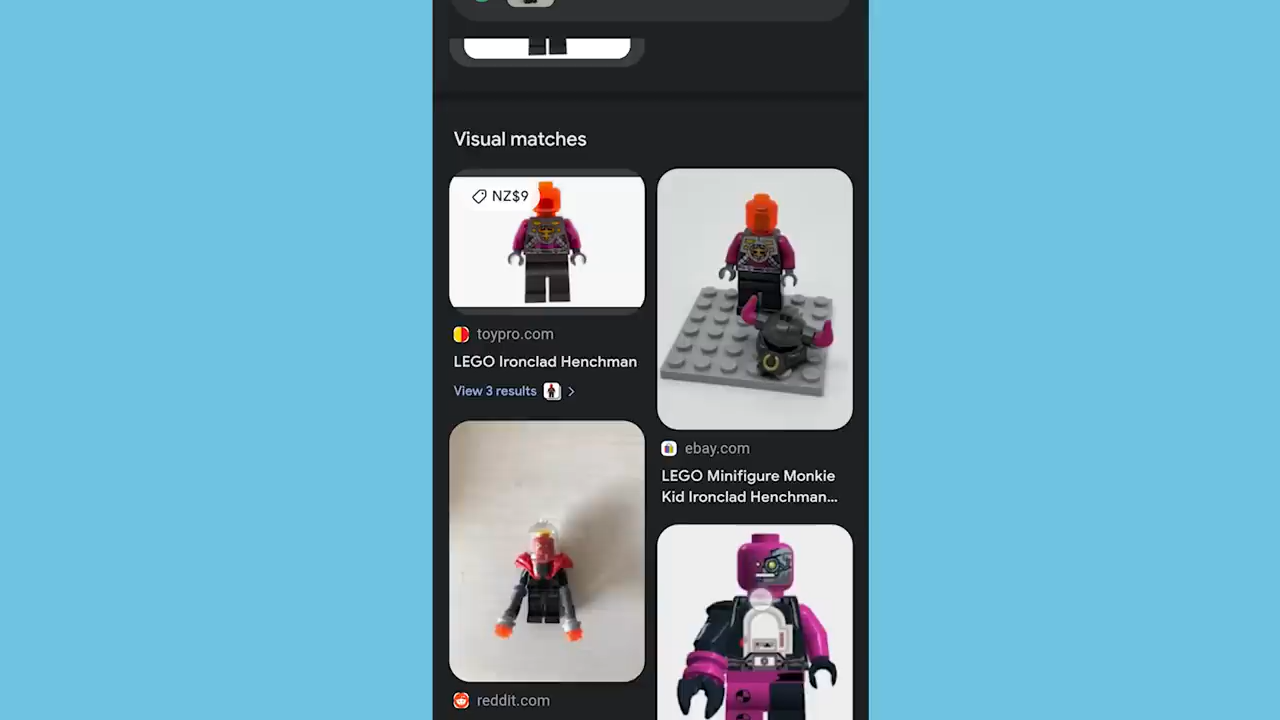 Visual matches
NZ$9
toypro.com
LEGO Ironclad Henchman
View 3 results
ebay.com
LEGO Minifigure Monkie
Kid Ironclad Henchman...
reddit.com